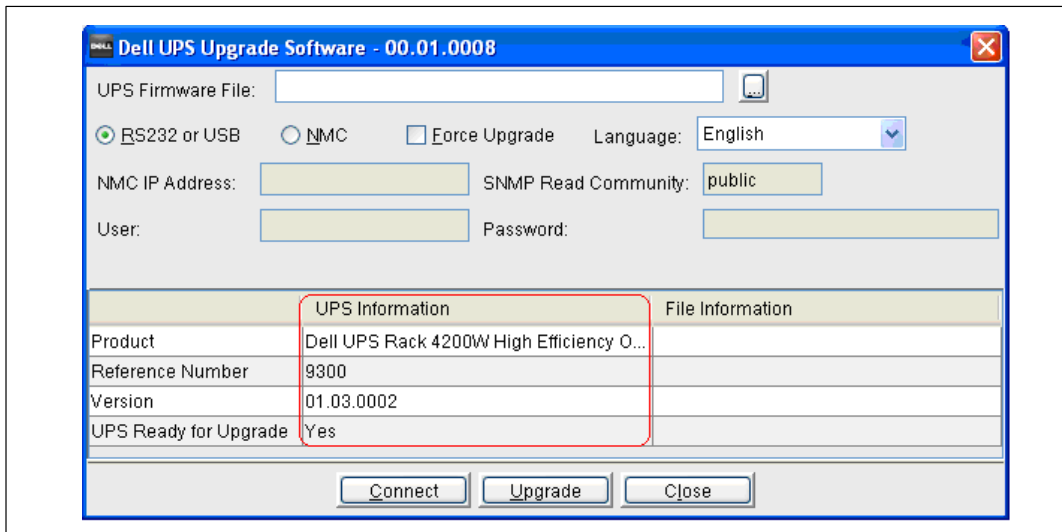 DELL Dell UPS Upgrade Software - 00.01.0008
UPS Firmware File: ...
RS232 or USB NMC Force Upgrade Language: English
NMC IP Address: SNMP Read Community: public
User: Password:
UPS Information File Information
Product Dell UPS Rack 4200W High Efficiency O...
Reference Number 9300
Version 01.03.0002
UPS Ready for Upgrade Yes
Connect Upgrade Close